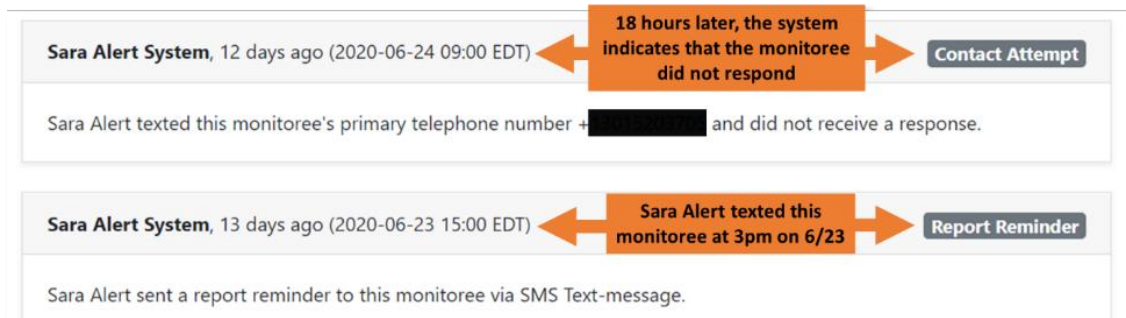 Sara Alert System, 12 days ago (2020-06-24 09:00 EDT)
18 hours later, the system
indicates that the monitoree
did not respond
Contact Attempt
Sara Alert texted this monitoree's primary telephone number + and did not receive a response.
Sara Alert System, 13 days ago (2020-06-23 15:00 EDT)
Sara Alert texted this
monitoree at 3pm on 6/23
Report Reminder
Sara Alert sent a report reminder to this monitoree via SMS Text-message.